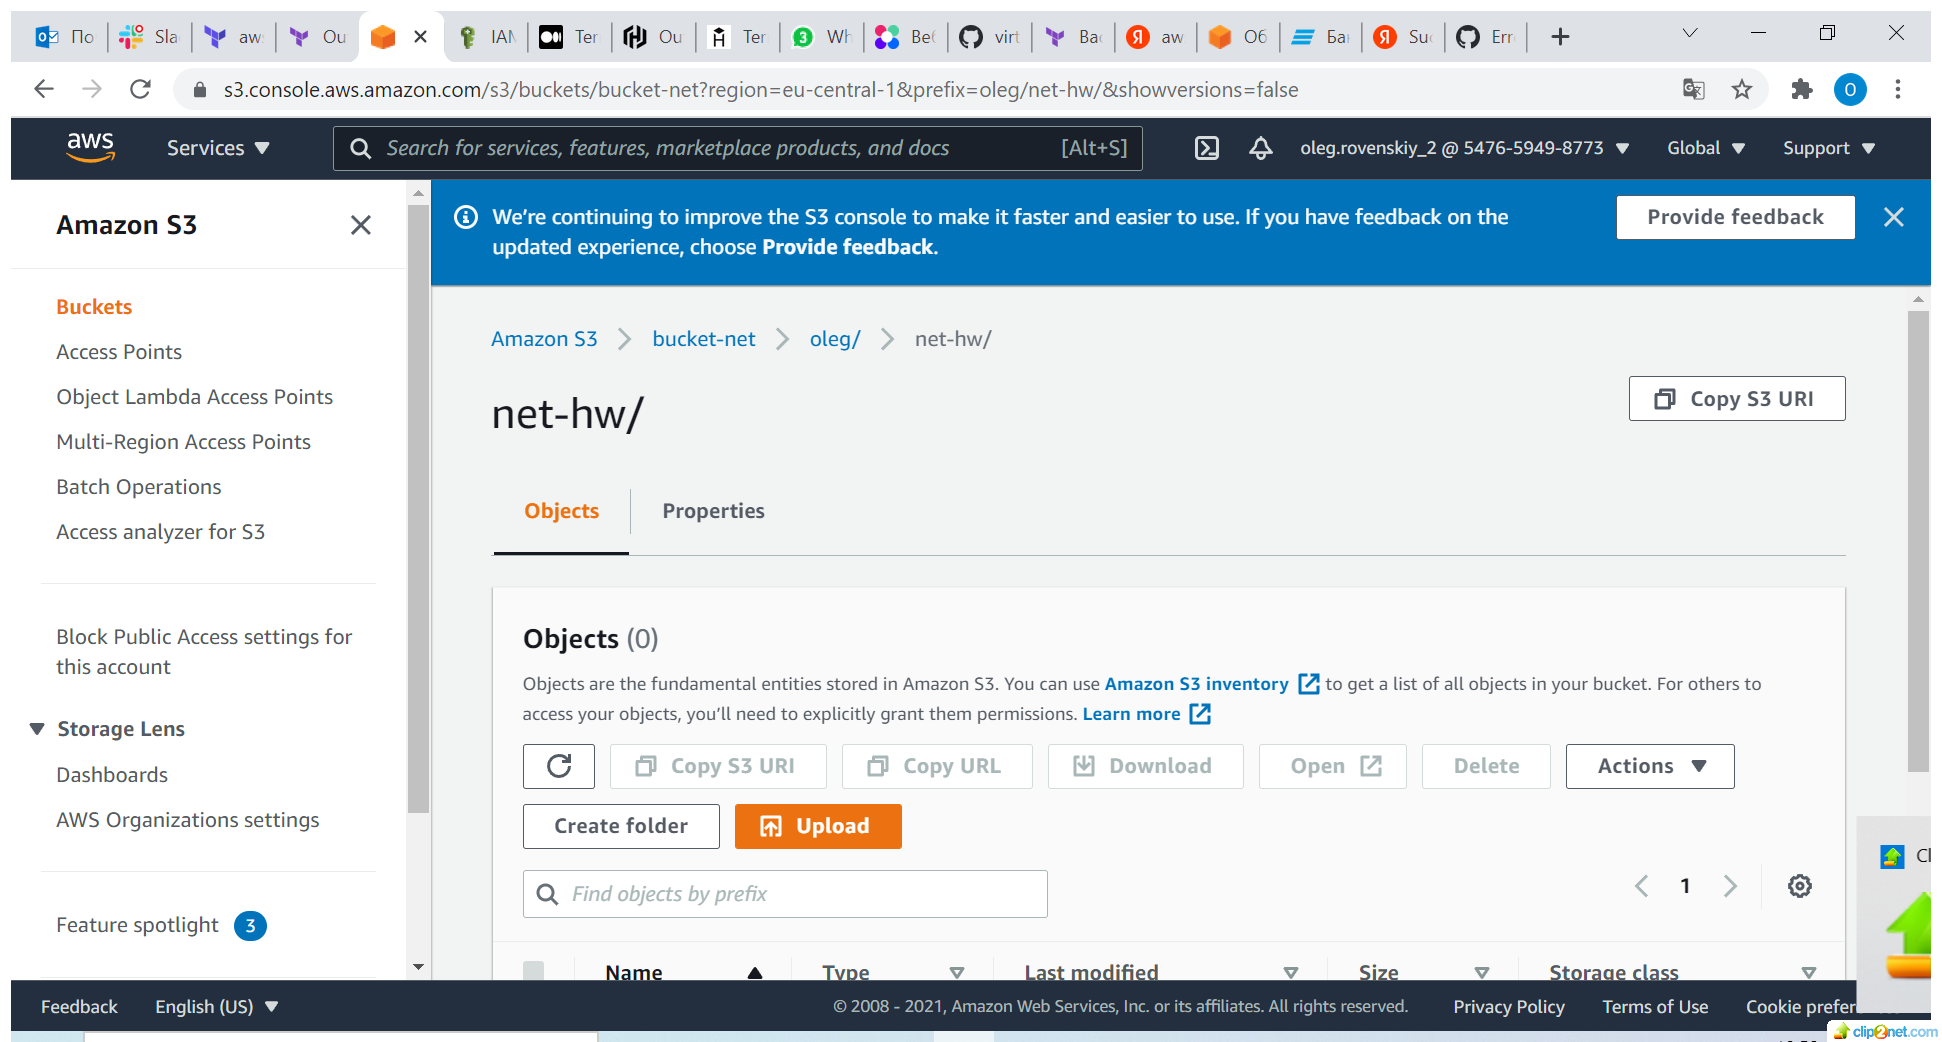 По Sla aws Ou IAM Ter Ou Ter Wh Веб virt Bac aw Об Бан Suc Erro
s3.console.aws.amazon.com/s3/buckets/bucket-net?region=eu-central-1&prefix=oleg/net-hw/&showversions=false O
aws Services Search for services, features, marketplace products, and docs [Alt+S] oleg.rovenskiy_2 @ 5476-5949-8773 Global Support
Amazon S3
Buckets
Access Points
Object Lambda Access Points
Multi-Region Access Points
Batch Operations
Access analyzer for S3
Block Public Access settings for
this account
Storage Lens
Dashboards
AWS Organizations settings
Feature spotlight 3
We're continuing to improve the S3 console to make it faster and easier to use. If you have feedback on the
updated experience, choose Provide feedback.
Provide feedback
Amazon S3 bucket-net oleg/ net-hw/
net-hw/
Copy S3 URI
Objects Properties
Objects (0)
Objects are the fundamental entities stored in Amazon S3. You can use Amazon S3 inventory to get a list of all objects in your bucket. For others to
access your objects, you'll need to explicitly grant them permissions. Learn more
Copy S3 URI Copy URL Download Open Delete Actions
Create folder Upload
Find objects by prefix
1
Name Type Last modified Size Storage class
Cl
Feedback English (US) © 2008 - 2021, Amazon Web Services, Inc. or its affiliates. All rights reserved. Privacy Policy Terms of Use Cookie prefer
clip2net.com